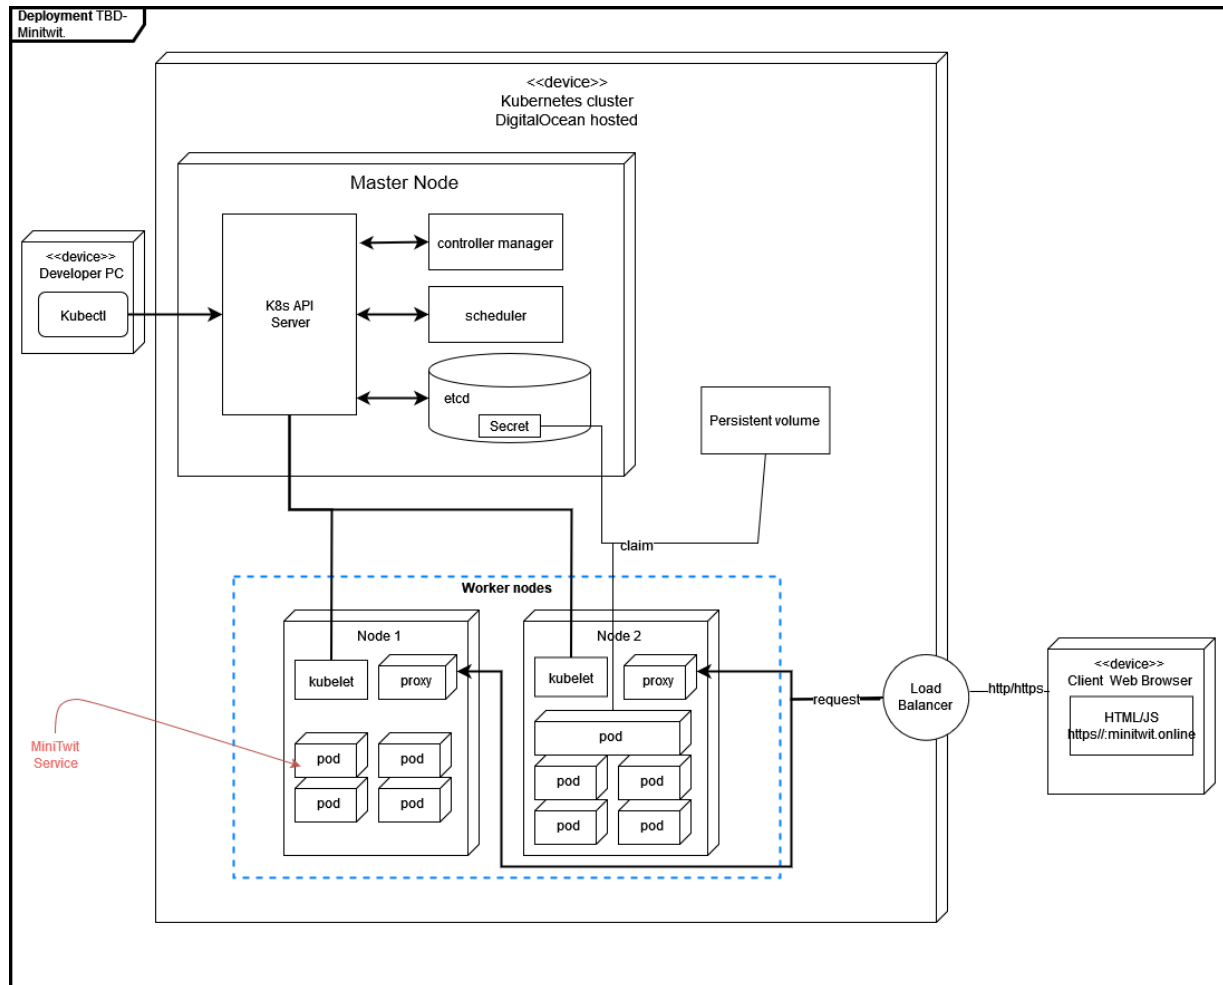 Deployment TBD-
Minitwit.
<<device>>
Kubernetes cluster
DigitalOcean hosted
Master Node
<<device>>
Developer PC
Kubectl
K8s API
Server
controller manager
scheduler
etcd
Secret
Persistent volume
claim
Worker nodes
Node 1
kubelet
proxy
pod
pod
pod
pod
Node 2
kubelet
proxy
pod
pod
pod
pod
pod
MiniTwit
Service
request
Load
Balancer
http/https
<<device>>
Client Web Browser
HTML/JS
https//:minitwit.online